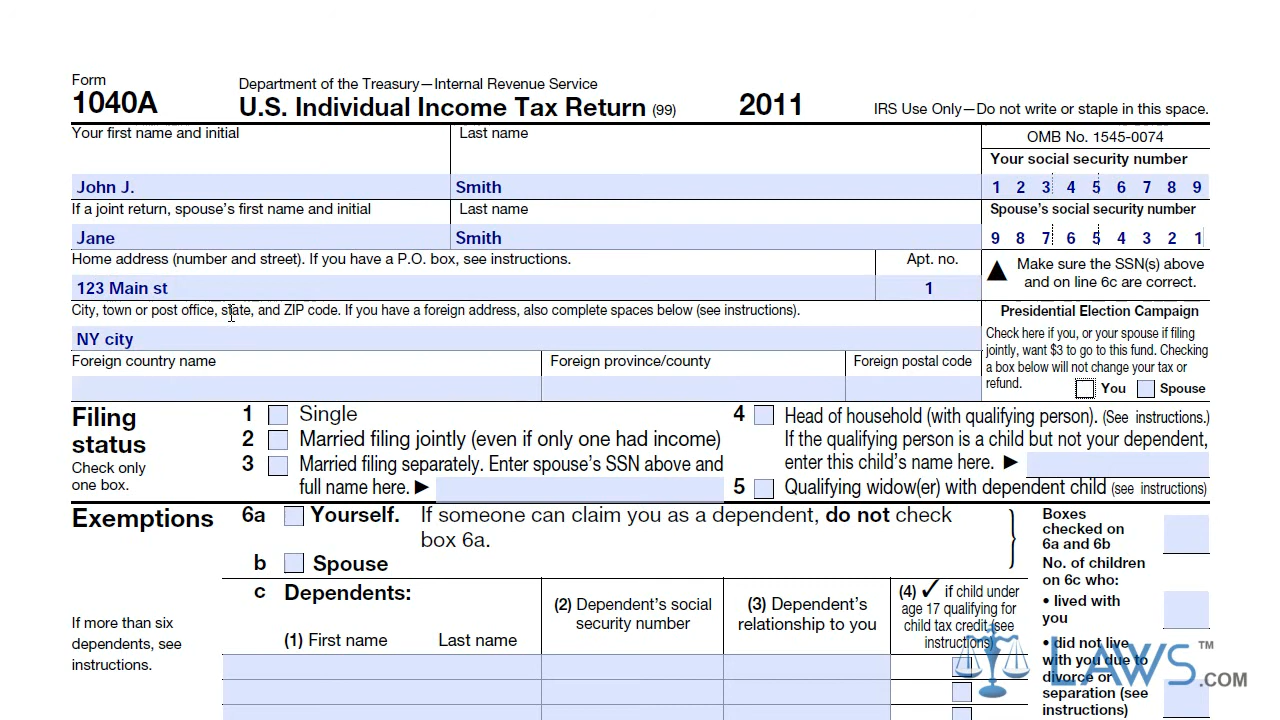 Form
1040A
Department of the Treasury—Internal Revenue Service
U.S. Individual Income Tax Return (99)
2011
IRS Use Only—Do not write or staple in this space.
Your first name and initial
Last name
OMB No. 1545-0074
John J.
Smith
Your social security number
1 2 3 4 5 6 7 8 9
If a joint return, spouse's first name and initial
Last name
Spouse's social security number
Jane
Smith
9 8 7 6 5 4 3 2 1
Home address (number and street). If you have a P.O. box, see instructions.
Apt. no.
123 Main st
1
▲ Make sure the SSN(s) above
and on line 6c are correct.
City, town or post office, state, and ZIP code. If you have a foreign address, also complete spaces below (see instructions).
NY city
Presidential Election Campaign
Check here if you, or your spouse if filing
jointly, want $3 to go to this fund. Checking
a box below will not change your tax or
refund.
You
Spouse
Foreign country name
Foreign province/county
Foreign postal code
Filing
status
Check only
one box.
1 Single
2 Married filing jointly (even if only one had income)
3 Married filing separately. Enter spouse's SSN above and
full name here. ▶
4 Head of household (with qualifying person). (See instructions.)
If the qualifying person is a child but not your dependent,
enter this child's name here. ▶
5 Qualifying widow(er) with dependent child (see instructions)
Exemptions
6a Yourself. If someone can claim you as a dependent, do not check
box 6a.
b Spouse
c Dependents:
(1) First name Last name
(2) Dependent's social
security number
(3) Dependent's
relationship to you
(4) ✓ if child under
age 17 qualifying for
child tax credit (see
instructions)
If more than six
dependents, see
instructions.
Boxes
checked on
6a and 6b
No. of children
on 6c who:
• lived with
you
• did not live
with you due to
divorce or
separation (see
instructions)
LAWS™.COM